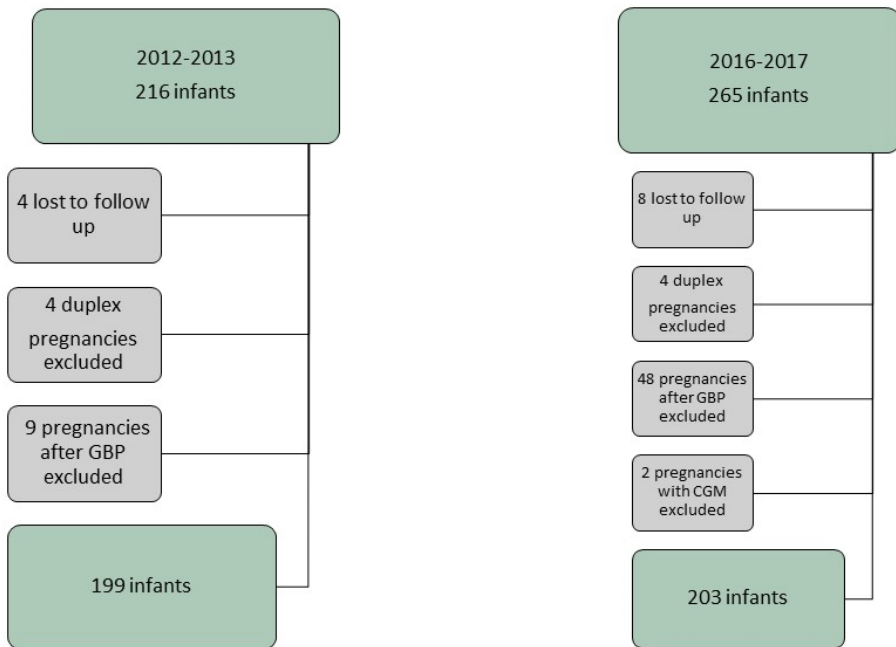 2012-2013
216 infants
4 lost to follow
up
4 duplex
pregnancies
excluded
9 pregnancies
after GBP
excluded
199 infants
2016-2017
265 infants
8 lost to follow
up
4 duplex
pregnancies
excluded
48 pregnancies
after GBP
excluded
2 pregnancies
with CGM
excluded
203 infants